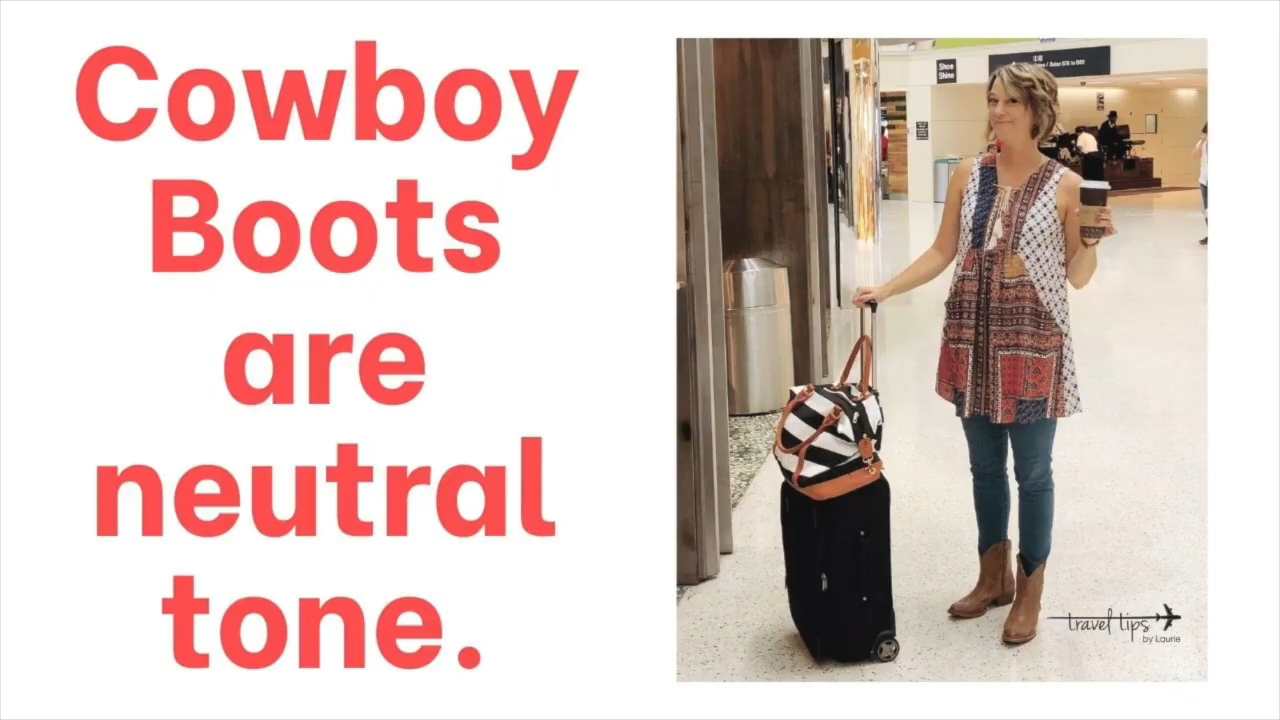 Cowboy
Boots
are
neutral
tone.
Shoe
Shine
travel tips
by Laurie